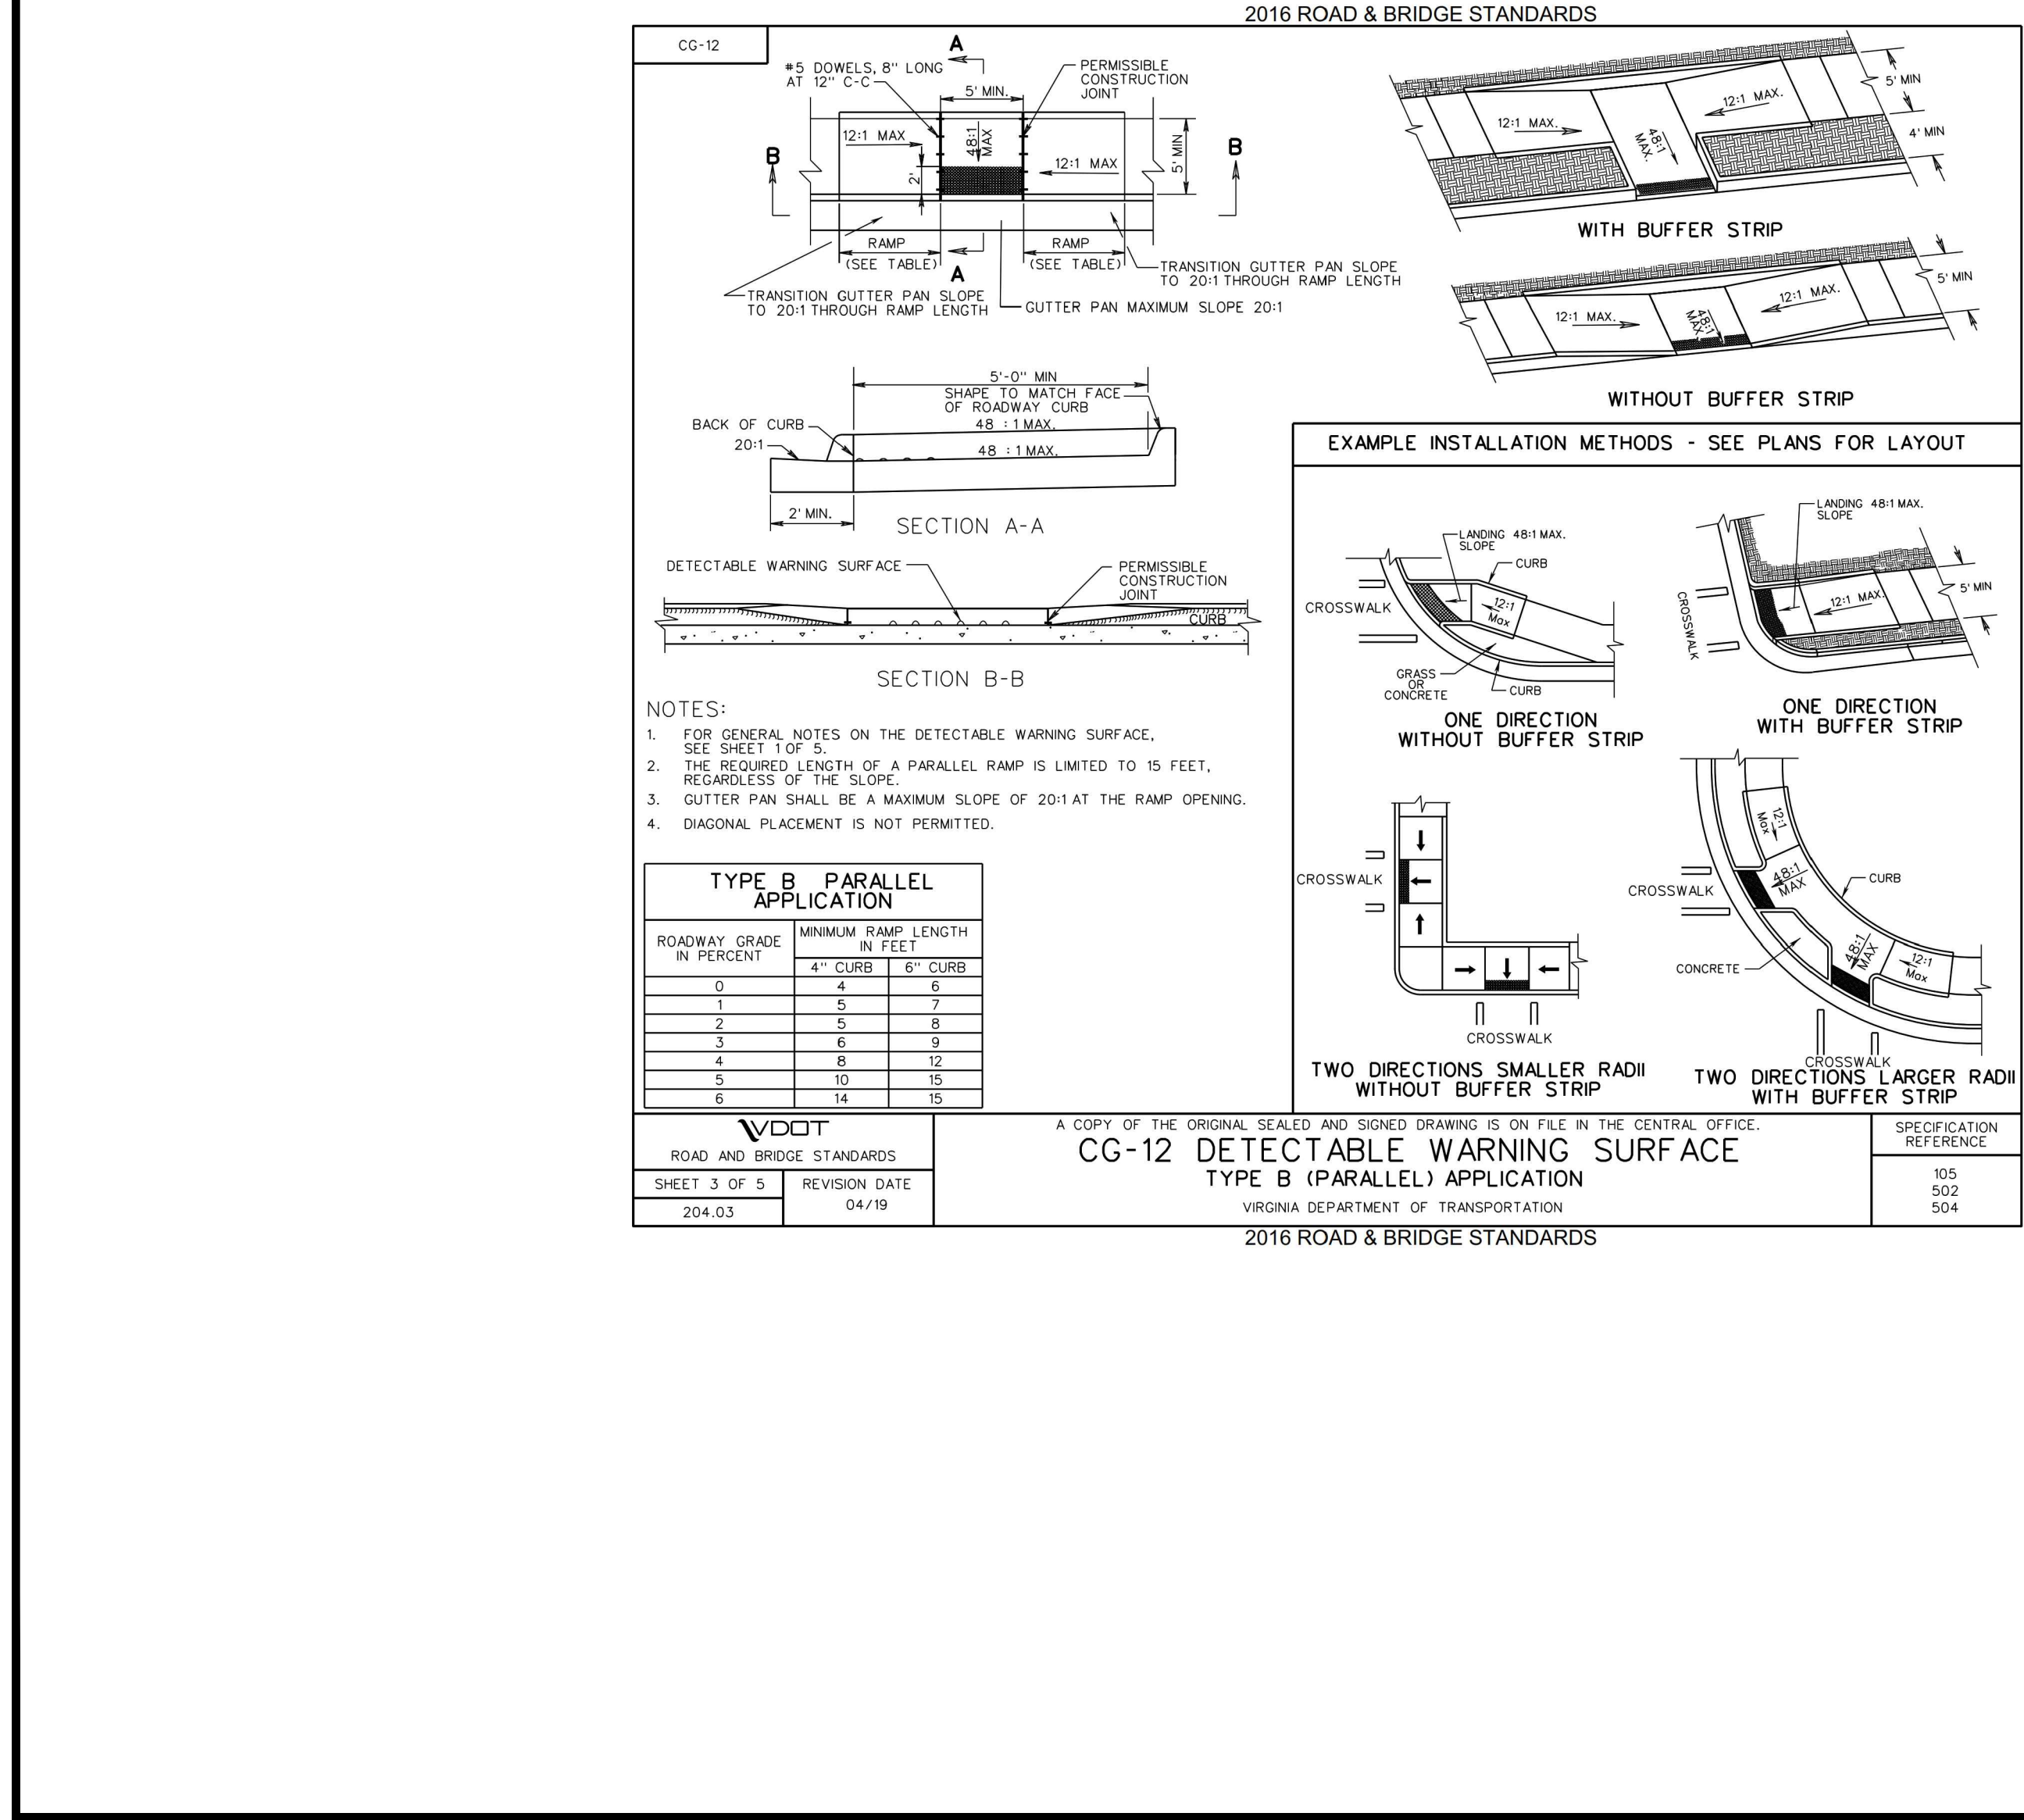 2016 ROAD & BRIDGE STANDARDS
CG-12
A
#5 DOWELS, 8" LONG
AT 12" C-C
PERMISSIBLE
CONSTRUCTION
JOINT
5' MIN.
12:1 MAX
48:1
MAX
5' MIN
B
B
2'
12:1 MAX
RAMP
(SEE TABLE)
RAMP
(SEE TABLE)
A
TRANSITION GUTTER PAN SLOPE
TO 20:1 THROUGH RAMP LENGTH
TRANSITION GUTTER PAN SLOPE
TO 20:1 THROUGH RAMP LENGTH
GUTTER PAN MAXIMUM SLOPE 20:1
5' MIN
12:1 MAX.
12:1 MAX.
48:1
MAX.
4' MIN
WITH BUFFER STRIP
5' MIN
12:1 MAX.
12:1 MAX.
48:1
MAX.
WITHOUT BUFFER STRIP
5'-0" MIN
SHAPE TO MATCH FACE
OF ROADWAY CURB
BACK OF CURB
48 : 1 MAX.
20:1
48 : 1 MAX.
2' MIN.
SECTION A-A
DETECTABLE WARNING SURFACE
PERMISSIBLE
CONSTRUCTION
JOINT
CURB
SECTION B-B
NOTES:
1. FOR GENERAL NOTES ON THE DETECTABLE WARNING SURFACE,
SEE SHEET 1 OF 5.
2. THE REQUIRED LENGTH OF A PARALLEL RAMP IS LIMITED TO 15 FEET,
REGARDLESS OF THE SLOPE.
3. GUTTER PAN SHALL BE A MAXIMUM SLOPE OF 20:1 AT THE RAMP OPENING.
4. DIAGONAL PLACEMENT IS NOT PERMITTED.
TYPE B PARALLEL
APPLICATION
ROADWAY GRADE
IN PERCENT
MINIMUM RAMP LENGTH
IN FEET
4" CURB 6" CURB
0 4 6
1 5 7
2 5 8
3 6 9
4 8 12
5 10 15
6 14 15
EXAMPLE INSTALLATION METHODS - SEE PLANS FOR LAYOUT
LANDING 48:1 MAX.
SLOPE
CURB
CROSSWALK
12:1
Max
GRASS
OR
CONCRETE
CURB
ONE DIRECTION
WITHOUT BUFFER STRIP
LANDING 48:1 MAX.
SLOPE
5' MIN
12:1 MAX.
CROSSWALK
ONE DIRECTION
WITH BUFFER STRIP
CROSSWALK
CROSSWALK
TWO DIRECTIONS SMALLER RADII
WITHOUT BUFFER STRIP
12:1
Max
48:1
MAX
CURB
CROSSWALK
48:1
MAX
12:1
Max
CONCRETE
CROSSWALK
TWO DIRECTIONS LARGER RADII
WITH BUFFER STRIP
VDOT
ROAD AND BRIDGE STANDARDS
SHEET 3 OF 5
204.03
REVISION DATE
04/19
A COPY OF THE ORIGINAL SEALED AND SIGNED DRAWING IS ON FILE IN THE CENTRAL OFFICE.
CG-12 DETECTABLE WARNING SURFACE
TYPE B (PARALLEL) APPLICATION
VIRGINIA DEPARTMENT OF TRANSPORTATION
SPECIFICATION
REFERENCE
105
502
504
2016 ROAD & BRIDGE STANDARDS